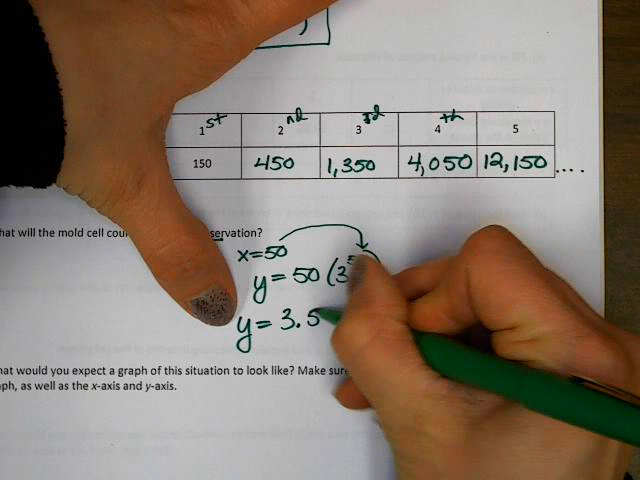 1st 2nd 3rd 4th 5
150 450 1,350 4,050 12,150 ....
hat will the mold cell servation?
x=50
y = 50 (3
y = 3.5
hat would you expect a graph of this situation to look like? Make sure
ph, as well as the x-axis and y-axis.